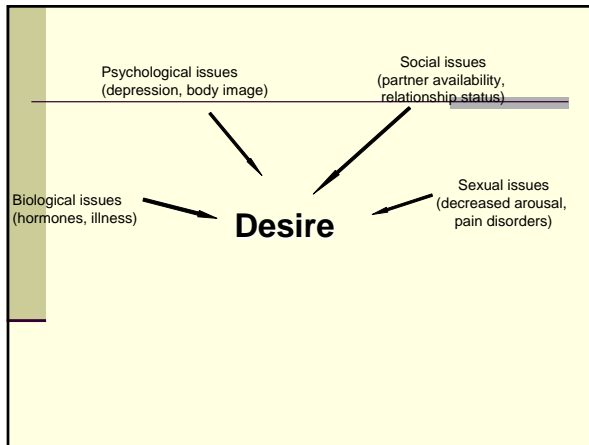 Psychological issues
(depression, body image)
Social issues
(partner availability,
relationship status)
Biological issues
(hormones, illness)
Sexual issues
(decreased arousal,
pain disorders)
Desire